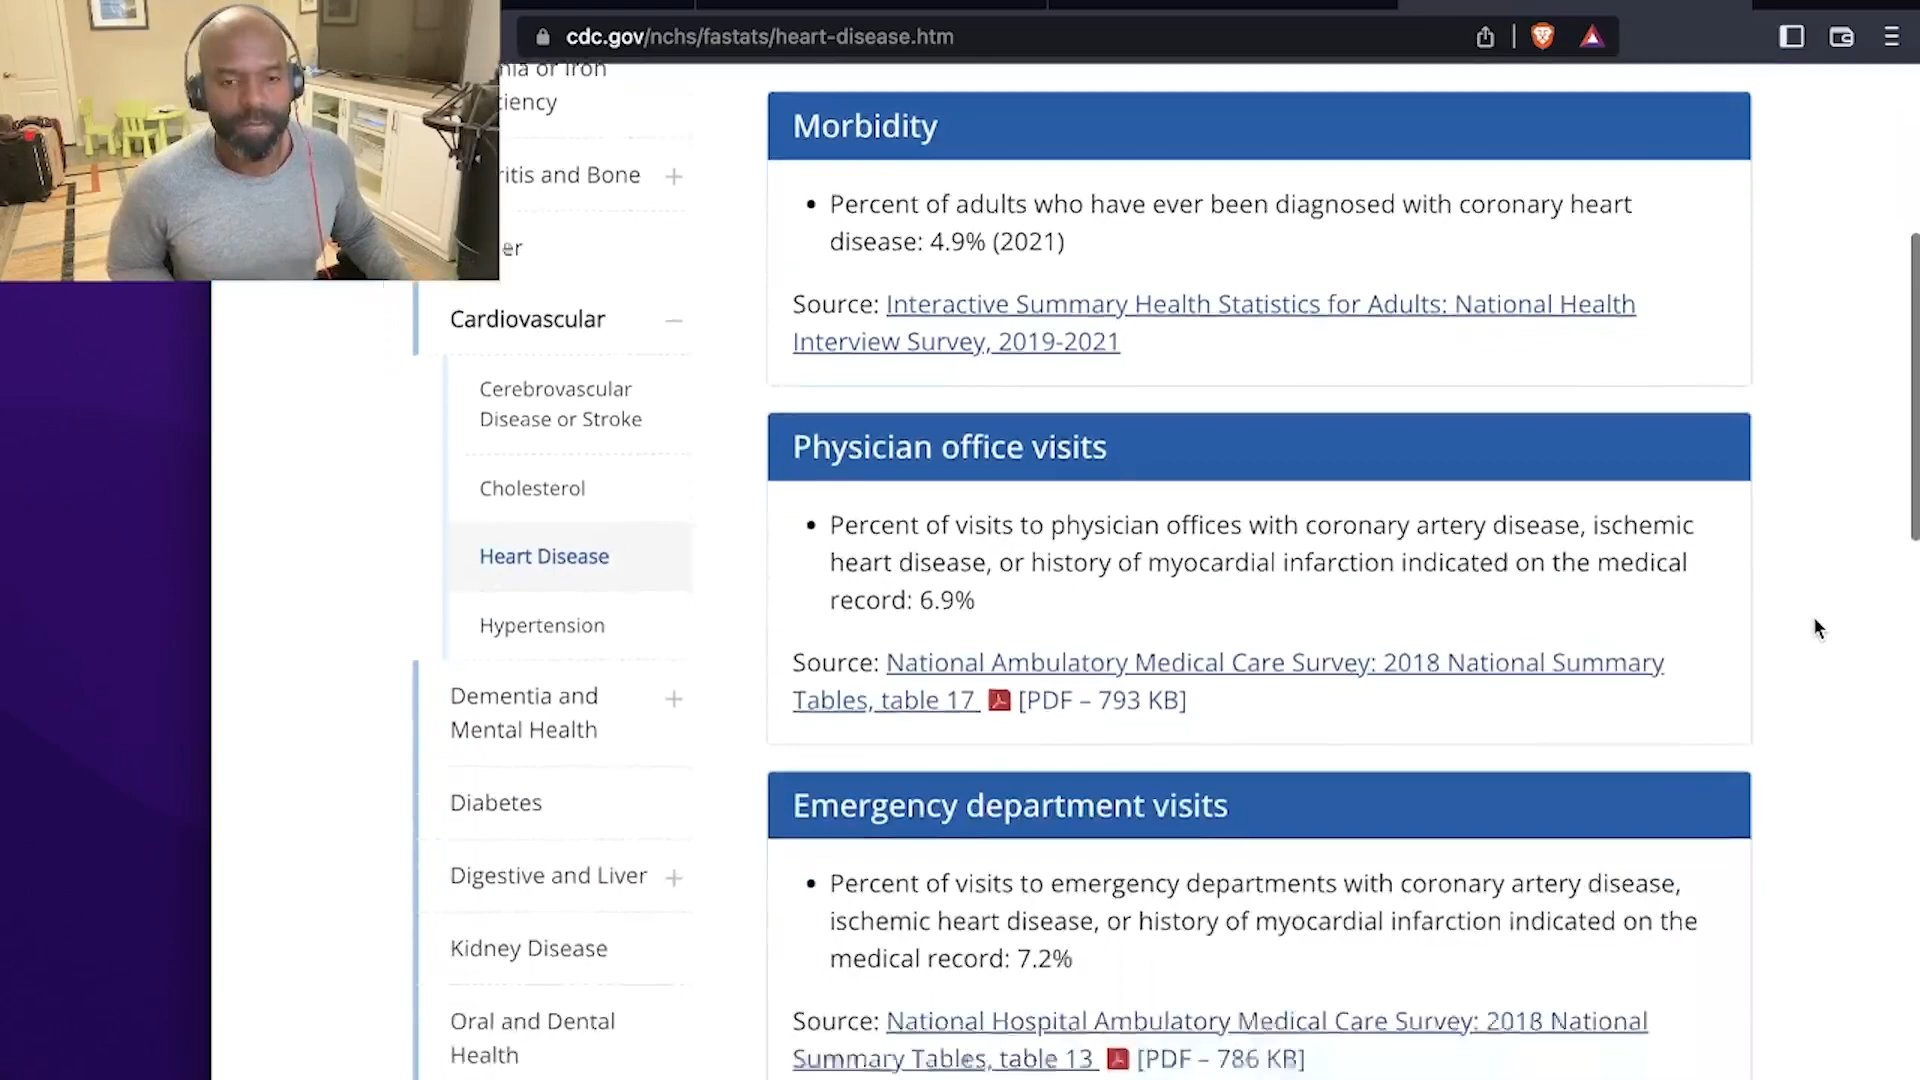 cdc.gov/nchs/fastats/heart-disease.htm
Iron
Morbidity
• Percent of adults who have ever been diagnosed with coronary heart
disease: 4.9% (2021)
Source: Interactive Summary Health Statistics for Adults: National Health
Interview Survey, 2019-2021
Physician office visits
• Percent of visits to physician offices with coronary artery disease, ischemic
heart disease, or history of myocardial infarction indicated on the medical
record: 6.9%
Source: National Ambulatory Medical Care Survey: 2018 National Summary
Tables, table 17 [PDF – 793 KB]
Emergency department visits
• Percent of visits to emergency departments with coronary artery disease,
ischemic heart disease, or history of myocardial infarction indicated on the
medical record: 7.2%
Source: National Hospital Ambulatory Medical Care Survey: 2018 National
Summary Tables, table 13 [PDF – 786 KB]
and Bone
Cardiovascular
Cerebrovascular
Disease or Stroke
Cholesterol
Heart Disease
Hypertension
Dementia and
Mental Health
Diabetes
Digestive and Liver
Kidney Disease
Oral and Dental
Health